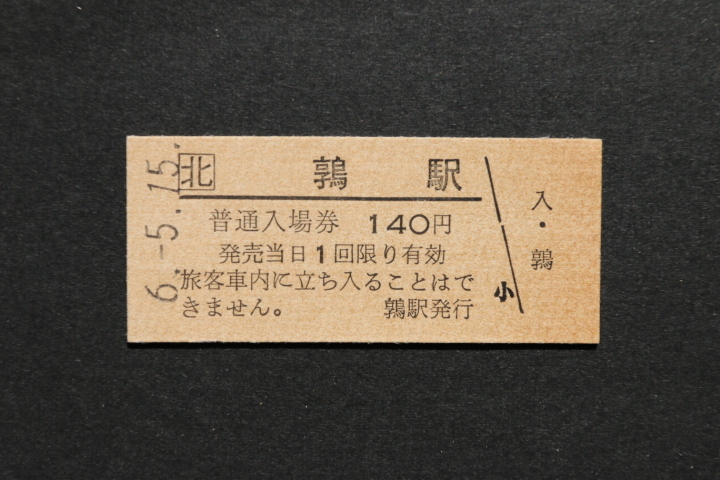 6.-5.15.
北 鶉 駅
普通入場券 140円
発売当日1回限り有効
旅客車内に立ち入ることはで
きません。 鶉駅発行
小
入・鶉